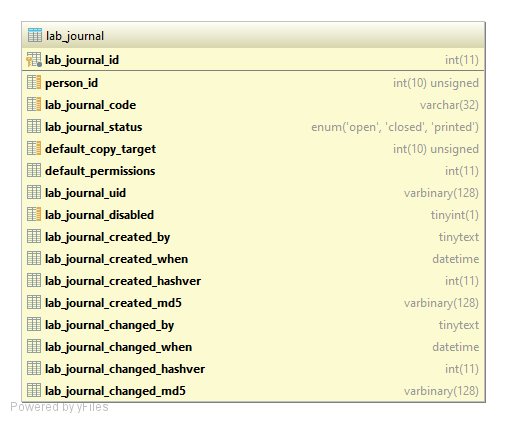 lab_journal
lab_journal_id int(11)
person_id int(10) unsigned
lab_journal_code varchar(32)
lab_journal_status enum('open', 'closed', 'printed')
default_copy_target int(10) unsigned
default_permissions int(11)
lab_journal_uid varbinary(128)
lab_journal_disabled tinyint(1)
lab_journal_created_by tinytext
lab_journal_created_when datetime
lab_journal_created_hashver int(11)
lab_journal_created_md5 varbinary(128)
lab_journal_changed_by tinytext
lab_journal_changed_when datetime
lab_journal_changed_hashver int(11)
lab_journal_changed_md5 varbinary(128)
Powered by yFiles